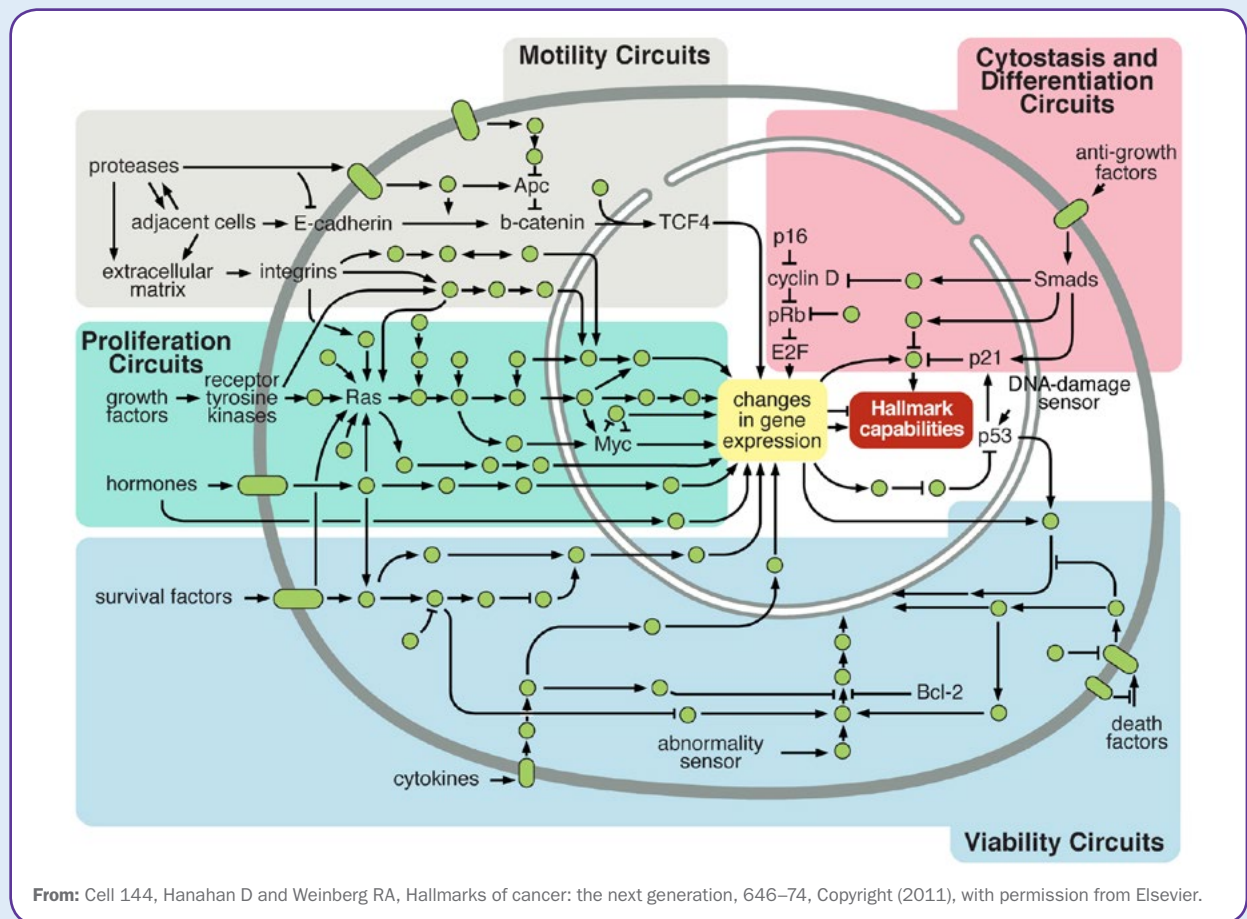 Motility Circuits
Cytostasis and
Differentiation
Circuits
proteases
adjacent cells
extracellular
matrix
E-cadherin
integrins
Apc
b-catenin
TCF4
anti-growth
factors
p16
cyclin D
pRb
E2F
Smads
p21
DNA-damage
sensor
p53
Proliferation
Circuits
growth
factors
receptor
tyrosine
kinases
Ras
Myc
hormones
changes
in gene
expression
Hallmark
capabilities
survival factors
cytokines
abnormality
sensor
Bcl-2
death
factors
Viability Circuits
From: Cell 144, Hanahan D and Weinberg RA, Hallmarks of cancer: the next generation, 646–74, Copyright (2011), with permission from Elsevier.